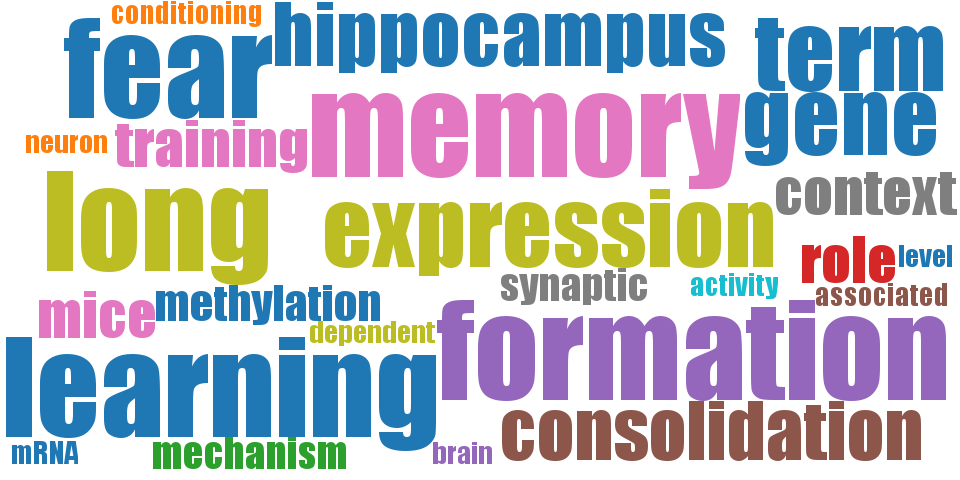 conditioning
fear
hippocampus
term
neuron
training
memory
gene
long
expression
context
role
level
synaptic
activity
associated
mice
methylation
dependent
formation
learning
consolidation
mRNA
mechanism
brain